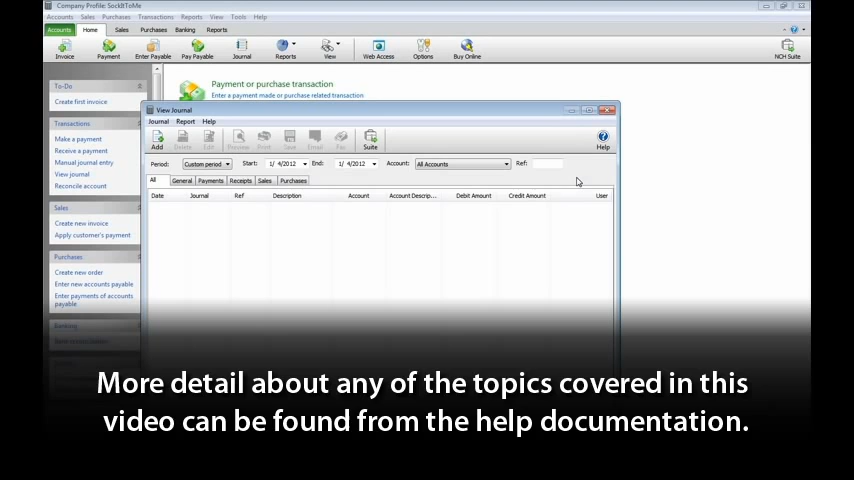 Company Profile: SockItToMe
Accounts Sales Purchases Transactions Reports View Tools Help
Accounts Home Sales Purchases Banking Reports
Invoice Payment Enter Payable Pay Payable Journal Reports View Web Access Options Buy Online NCH Suite
To-Do
Create first invoice
Transactions
Make a payment
Receive a payment
Manual journal entry
View journal
Reconcile account
Sales
Create new invoice
Apply customer's payment
Purchases
Create new order
Enter new accounts payable
Enter payments of accounts
payable
Banking
Payment or purchase transaction
Enter a payment made or purchase related transaction
View Journal
Journal Report Help
Add Delete Edit Preview Print Save Email Fax Suite Help
Period: Custom period Start: 1/ 4/2012 End: 1/ 4/2012 Account: All Accounts Ref:
All General Payments Receipts Sales Purchases
Date Journal Ref Description Account Account Descrip... Debit Amount Credit Amount User
More detail about any of the topics covered in this
video can be found from the help documentation.